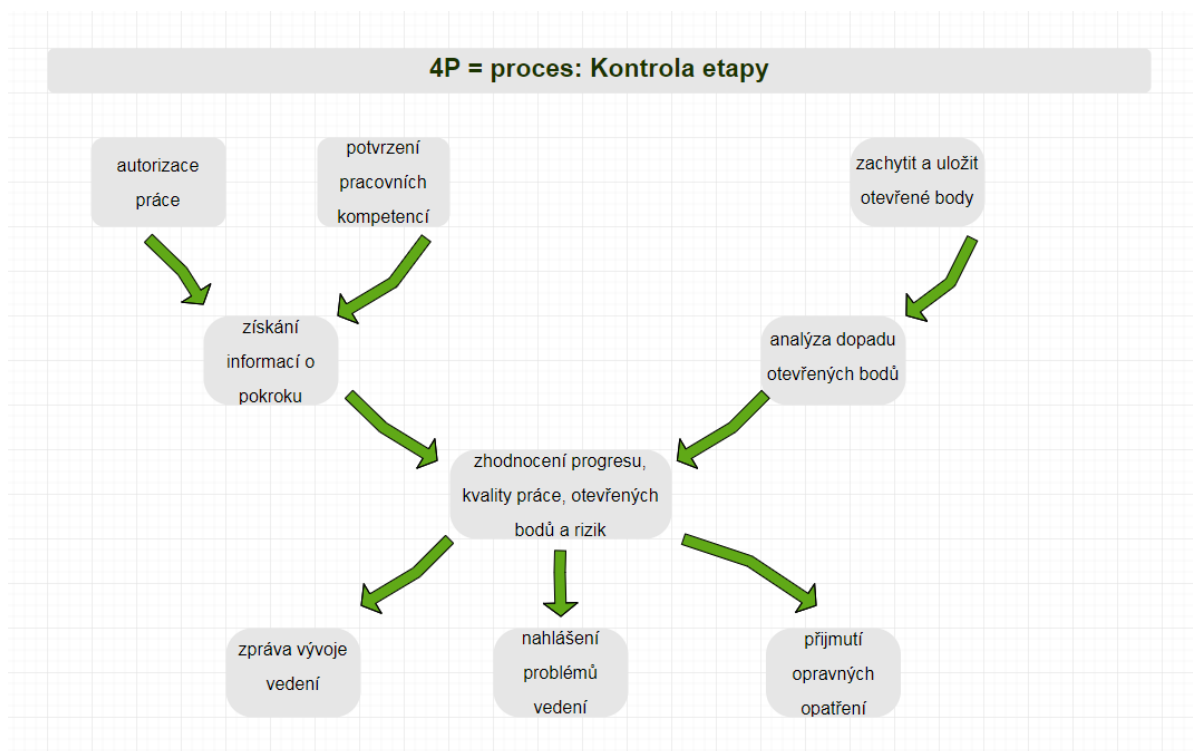 4P = proces: Kontrola etapy
autorizace
práce
potvrzení
pracovních
kompetencí
zachytit a uložit
otevřené body
získání
informací o
pokroku
analýza dopadu
otevřených bodů
zhodnocení progresu,
kvality práce, otevřených
bodů a rizik
zpráva vývoje
vedení
nahlášení
problémů
vedení
přijmutí
opravných
opatření